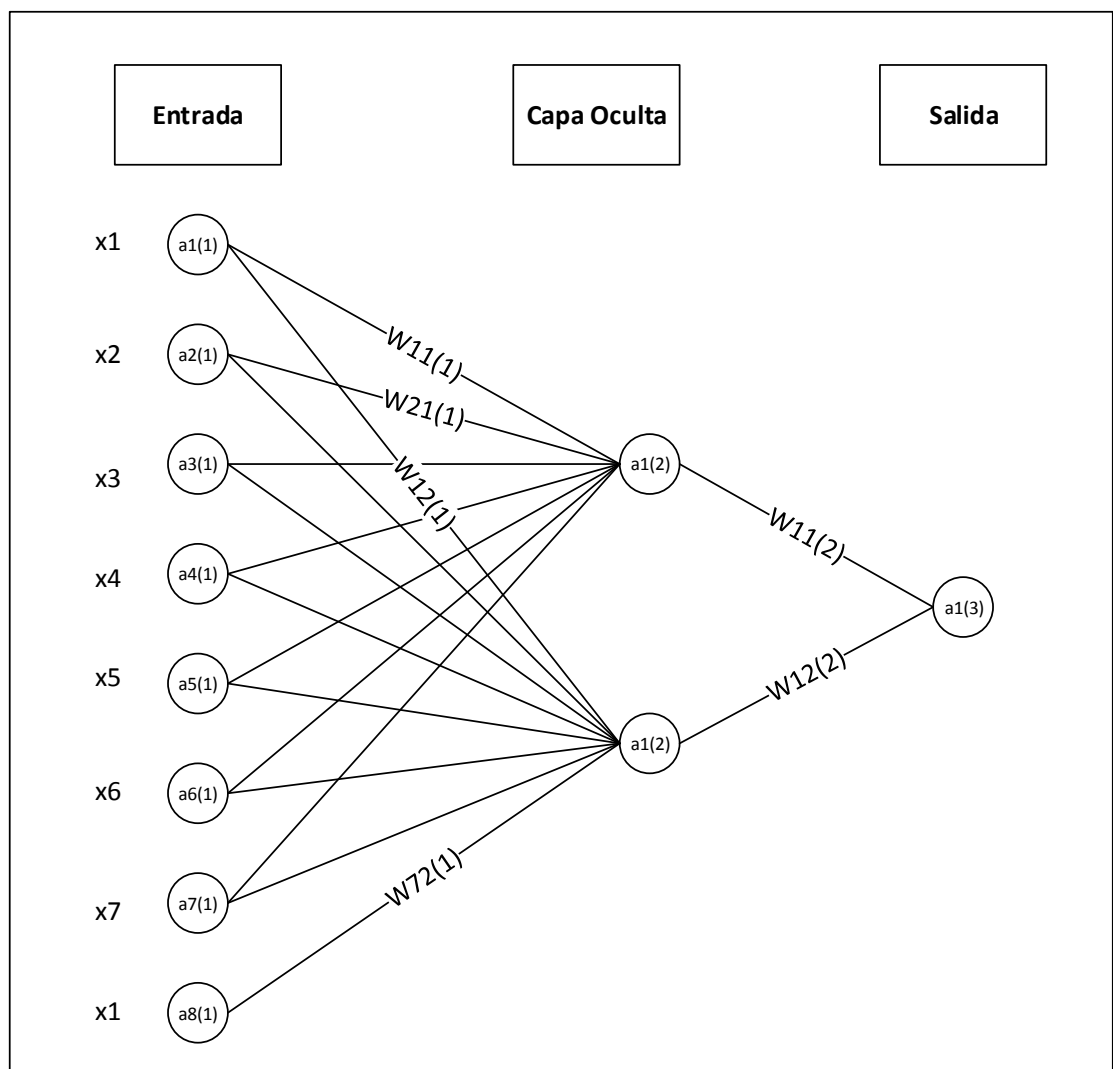 Entrada
Capa Oculta
Salida
x1
a1(1)
W11(1)
x2
a2(1)
W21(1)
x3
a3(1)
W12(1)
a1(2)
W11(2)
x4
a4(1)
a1(3)
x5
a5(1)
W12(2)
a1(2)
x6
a6(1)
W72(1)
x7
a7(1)
x1
a8(1)